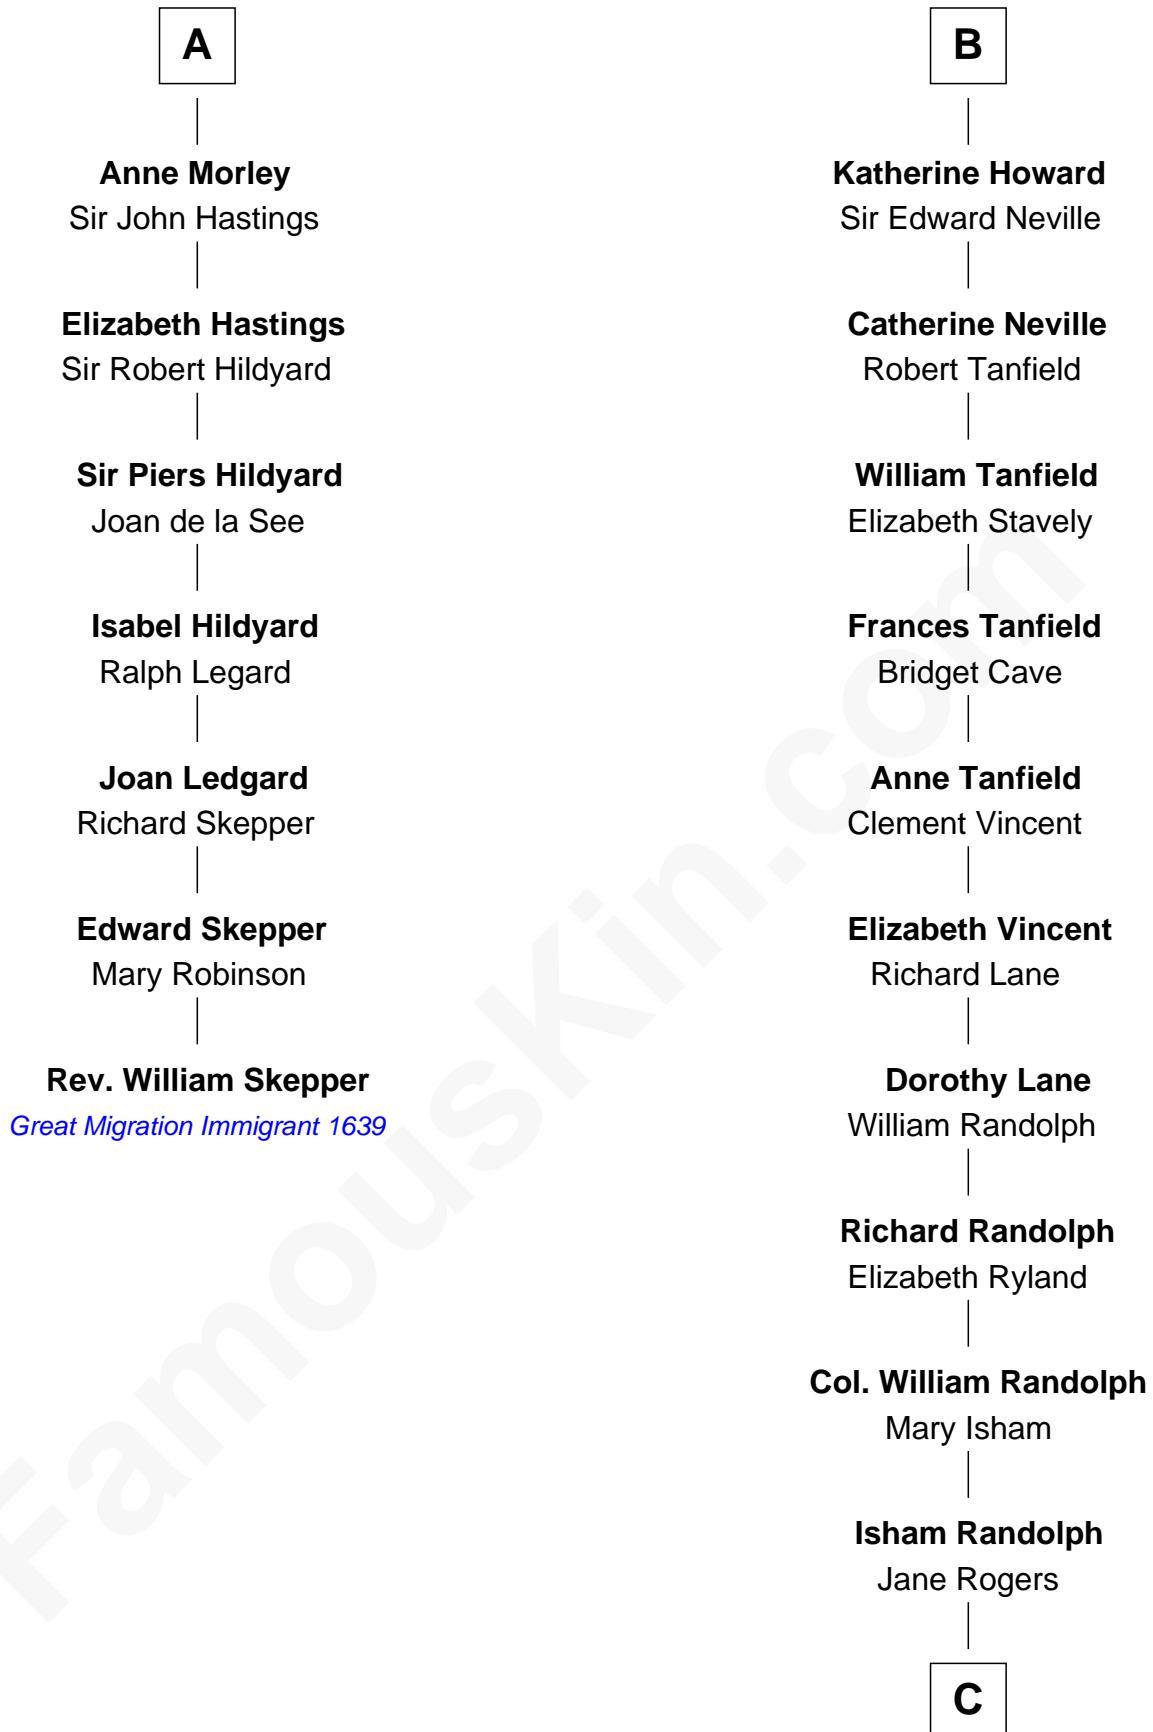 A
Anne Morley
Sir John Hastings
Elizabeth Hastings
Sir Robert Hildyard
Sir Piers Hildyard
Joan de la See
Isabel Hildyard
Ralph Legard
Joan Ledgard
Richard Skepper
Edward Skepper
Mary Robinson
Rev. William Skepper
Great Migration Immigrant 1639
B
Katherine Howard
Sir Edward Neville
Catherine Neville
Robert Tanfield
William Tanfield
Elizabeth Stavely
Frances Tanfield
Bridget Cave
Anne Tanfield
Clement Vincent
Elizabeth Vincent
Richard Lane
Dorothy Lane
William Randolph
Richard Randolph
Elizabeth Ryland
Col. William Randolph
Mary Isham
Isham Randolph
Jane Rogers
C
FamousKin.com